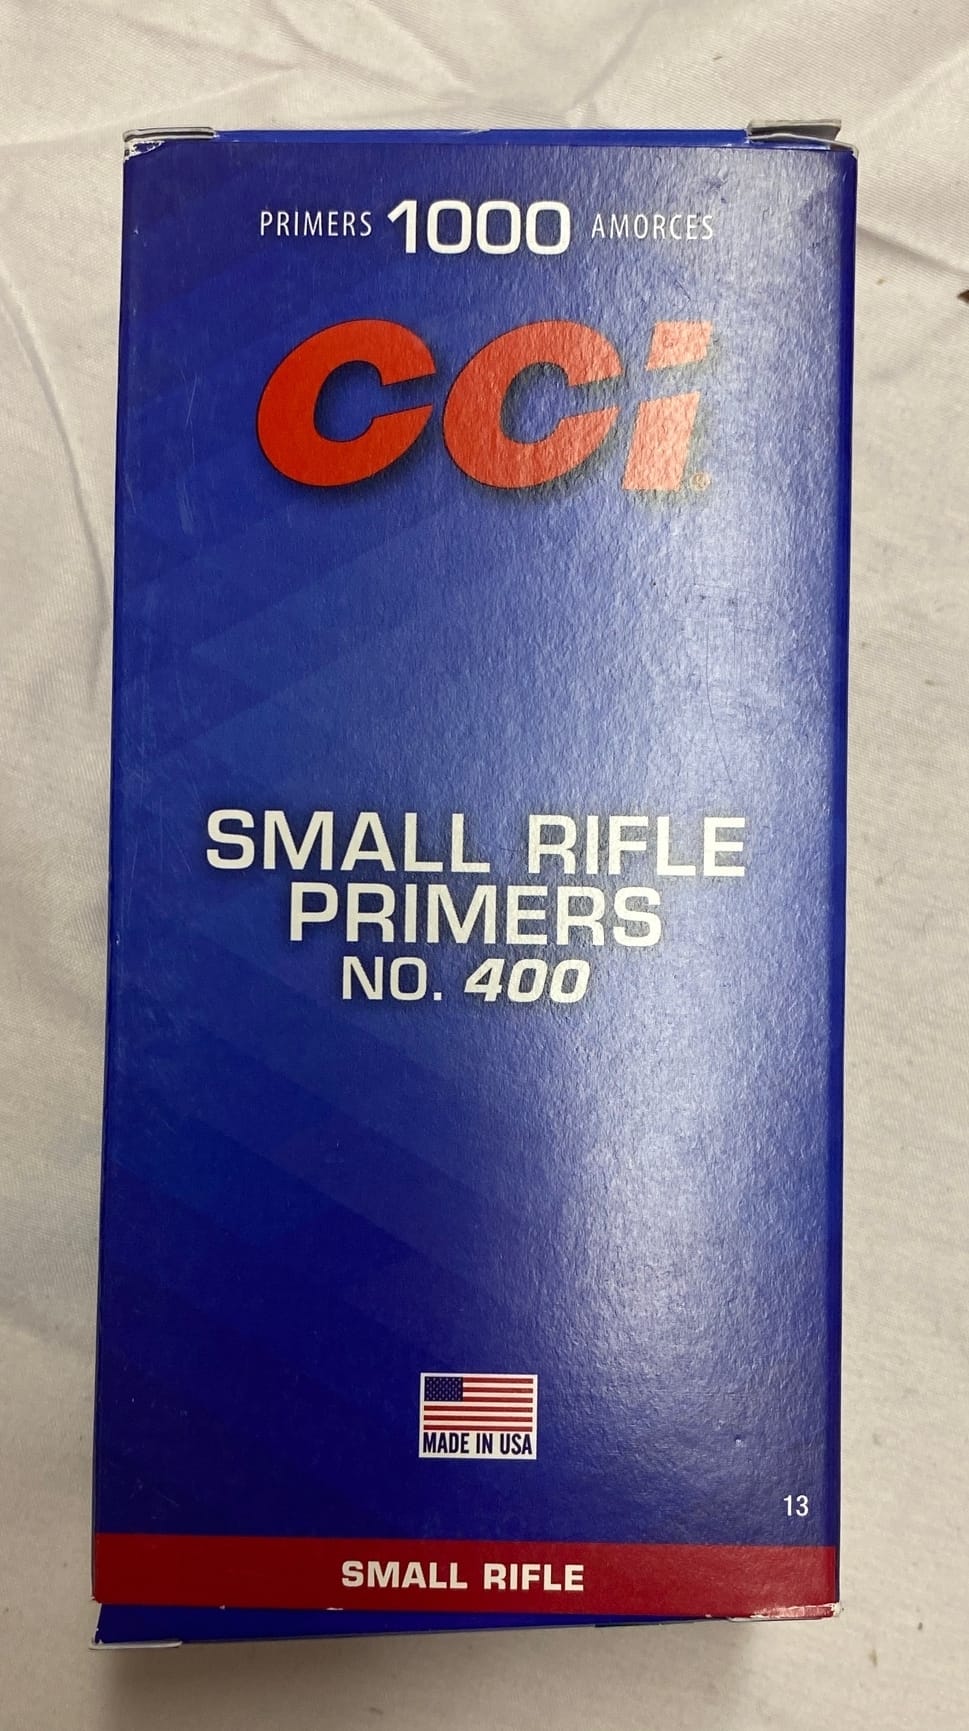 PRIMERS 1000 AMORCES
CCi®
SMALL RIFLE
PRIMERS
NO. 400
MADE IN USA
13
SMALL RIFLE